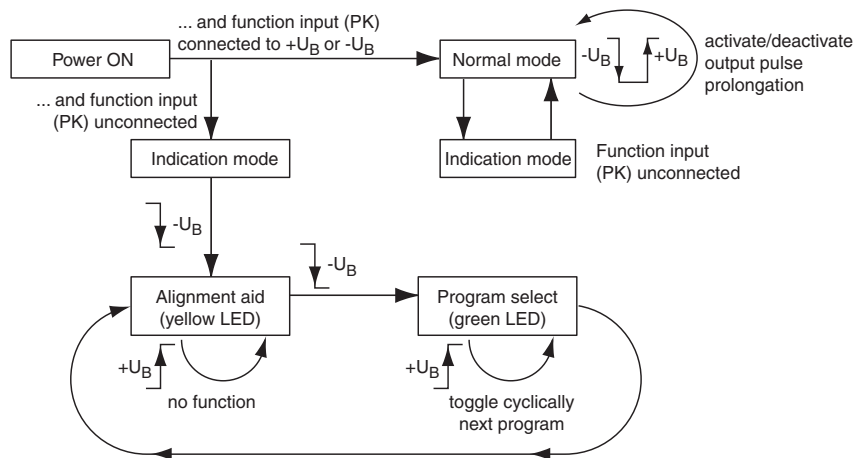 ... and function input (PK)
connected to +UB or -UB
Power ON
Normal mode
-UB
+UB
activate/deactivate
output pulse
prolongation
... and function input
(PK) unconnected
Indication mode
Indication mode
Function input
(PK) unconnected
-UB
-UB
Alignment aid
(yellow LED)
Program select
(green LED)
+UB
no function
+UB
toggle cyclically
next program